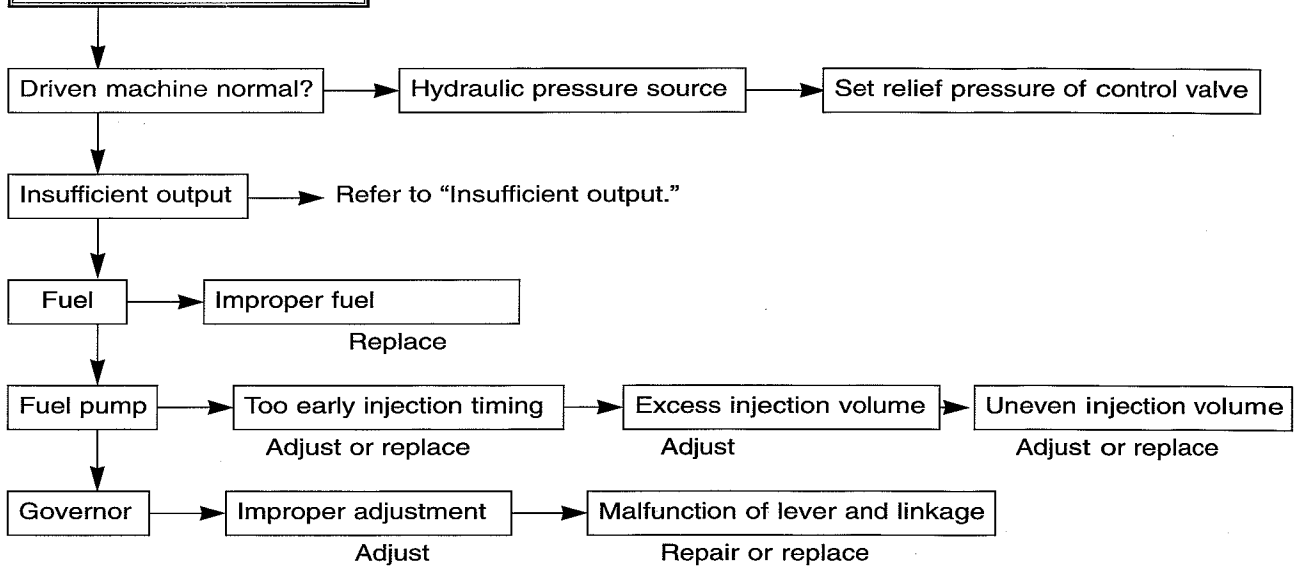 Driven machine normal?
Hydraulic pressure source
Set relief pressure of control valve
Insufficient output
Refer to “Insufficient output.”
Fuel
Improper fuel
Replace
Fuel pump
Too early injection timing
Excess injection volume
Uneven injection volume
Adjust or replace
Adjust
Adjust or replace
Governor
Improper adjustment
Malfunction of lever and linkage
Adjust
Repair or replace